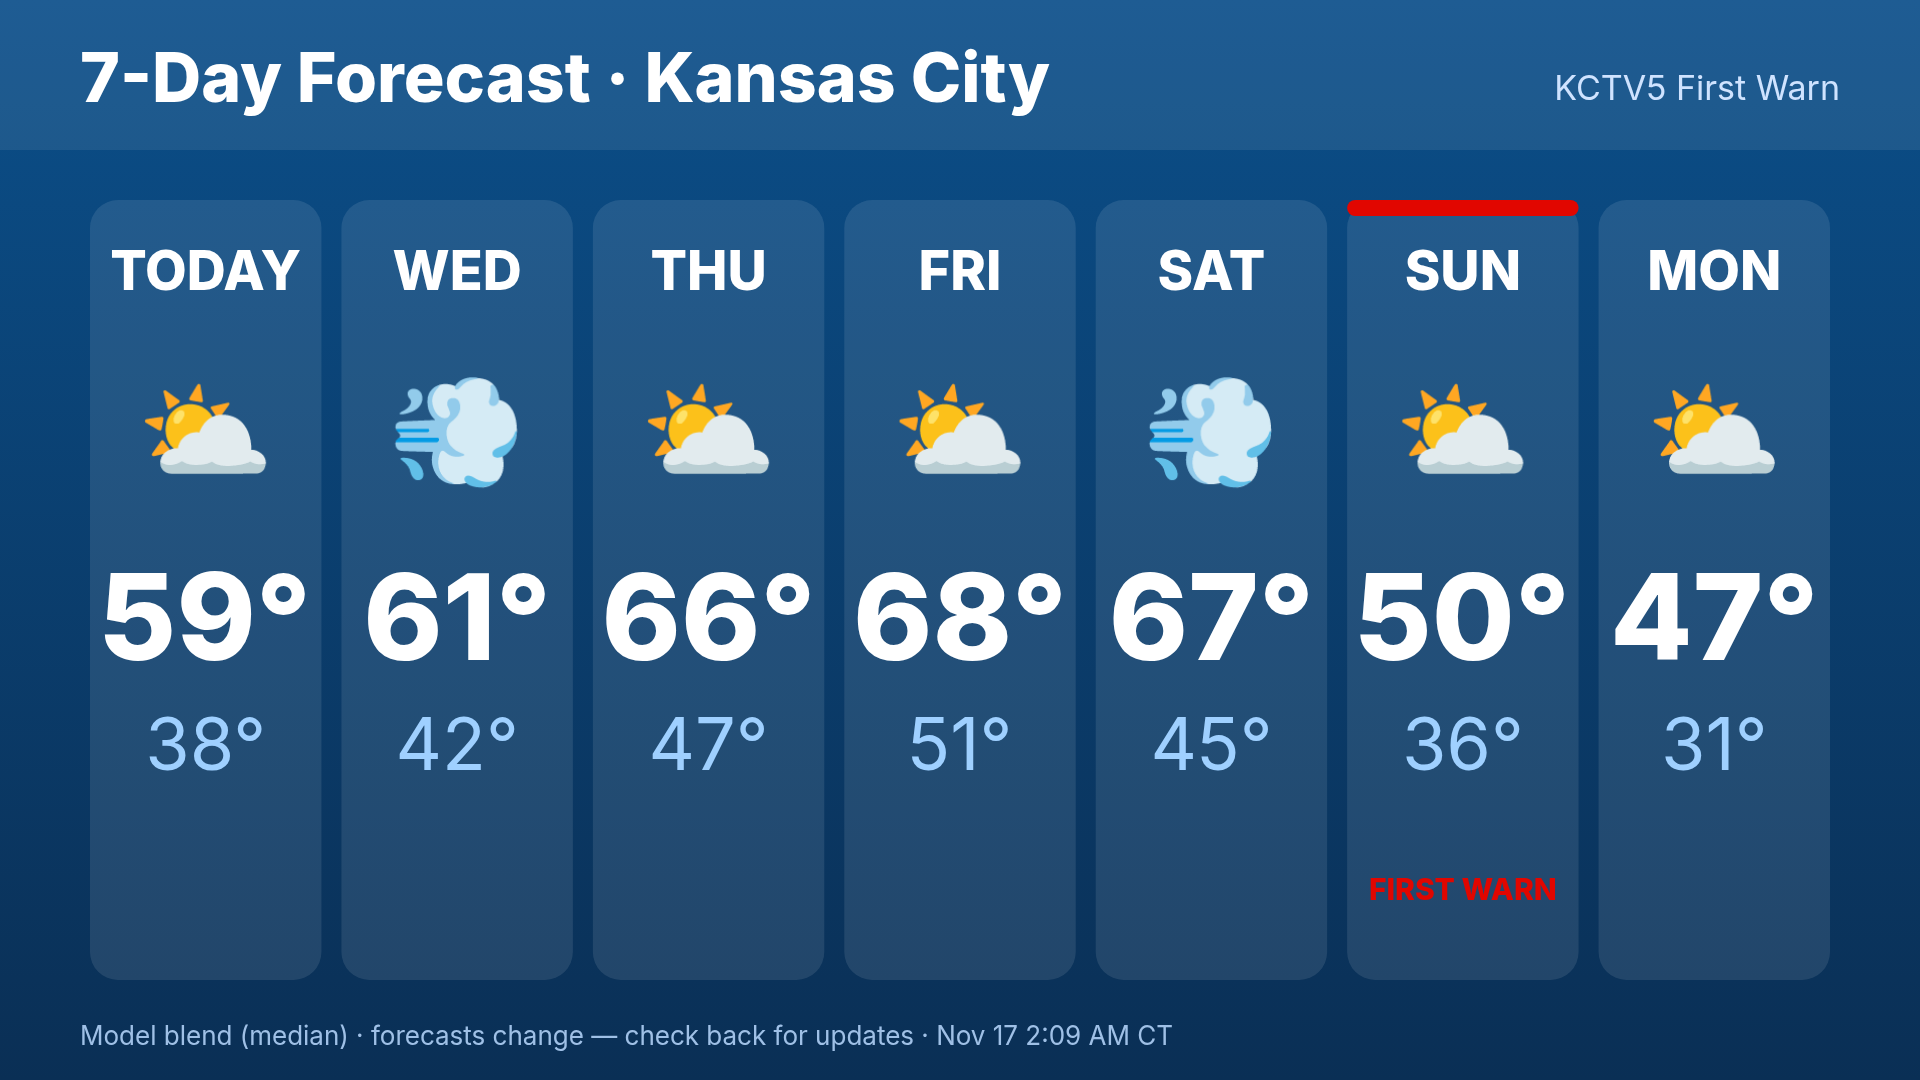 7-Day Forecast · Kansas City
KCTV5 First Warn
TODAY WED THU FRI SAT SUN MON
59° 61° 66° 68° 67° 50° 47°
38° 42° 47° 51° 45° 36° 31°
FIRST WARN
Model blend (median) · forecasts change — check back for updates · Nov 17 2:09 AM CT